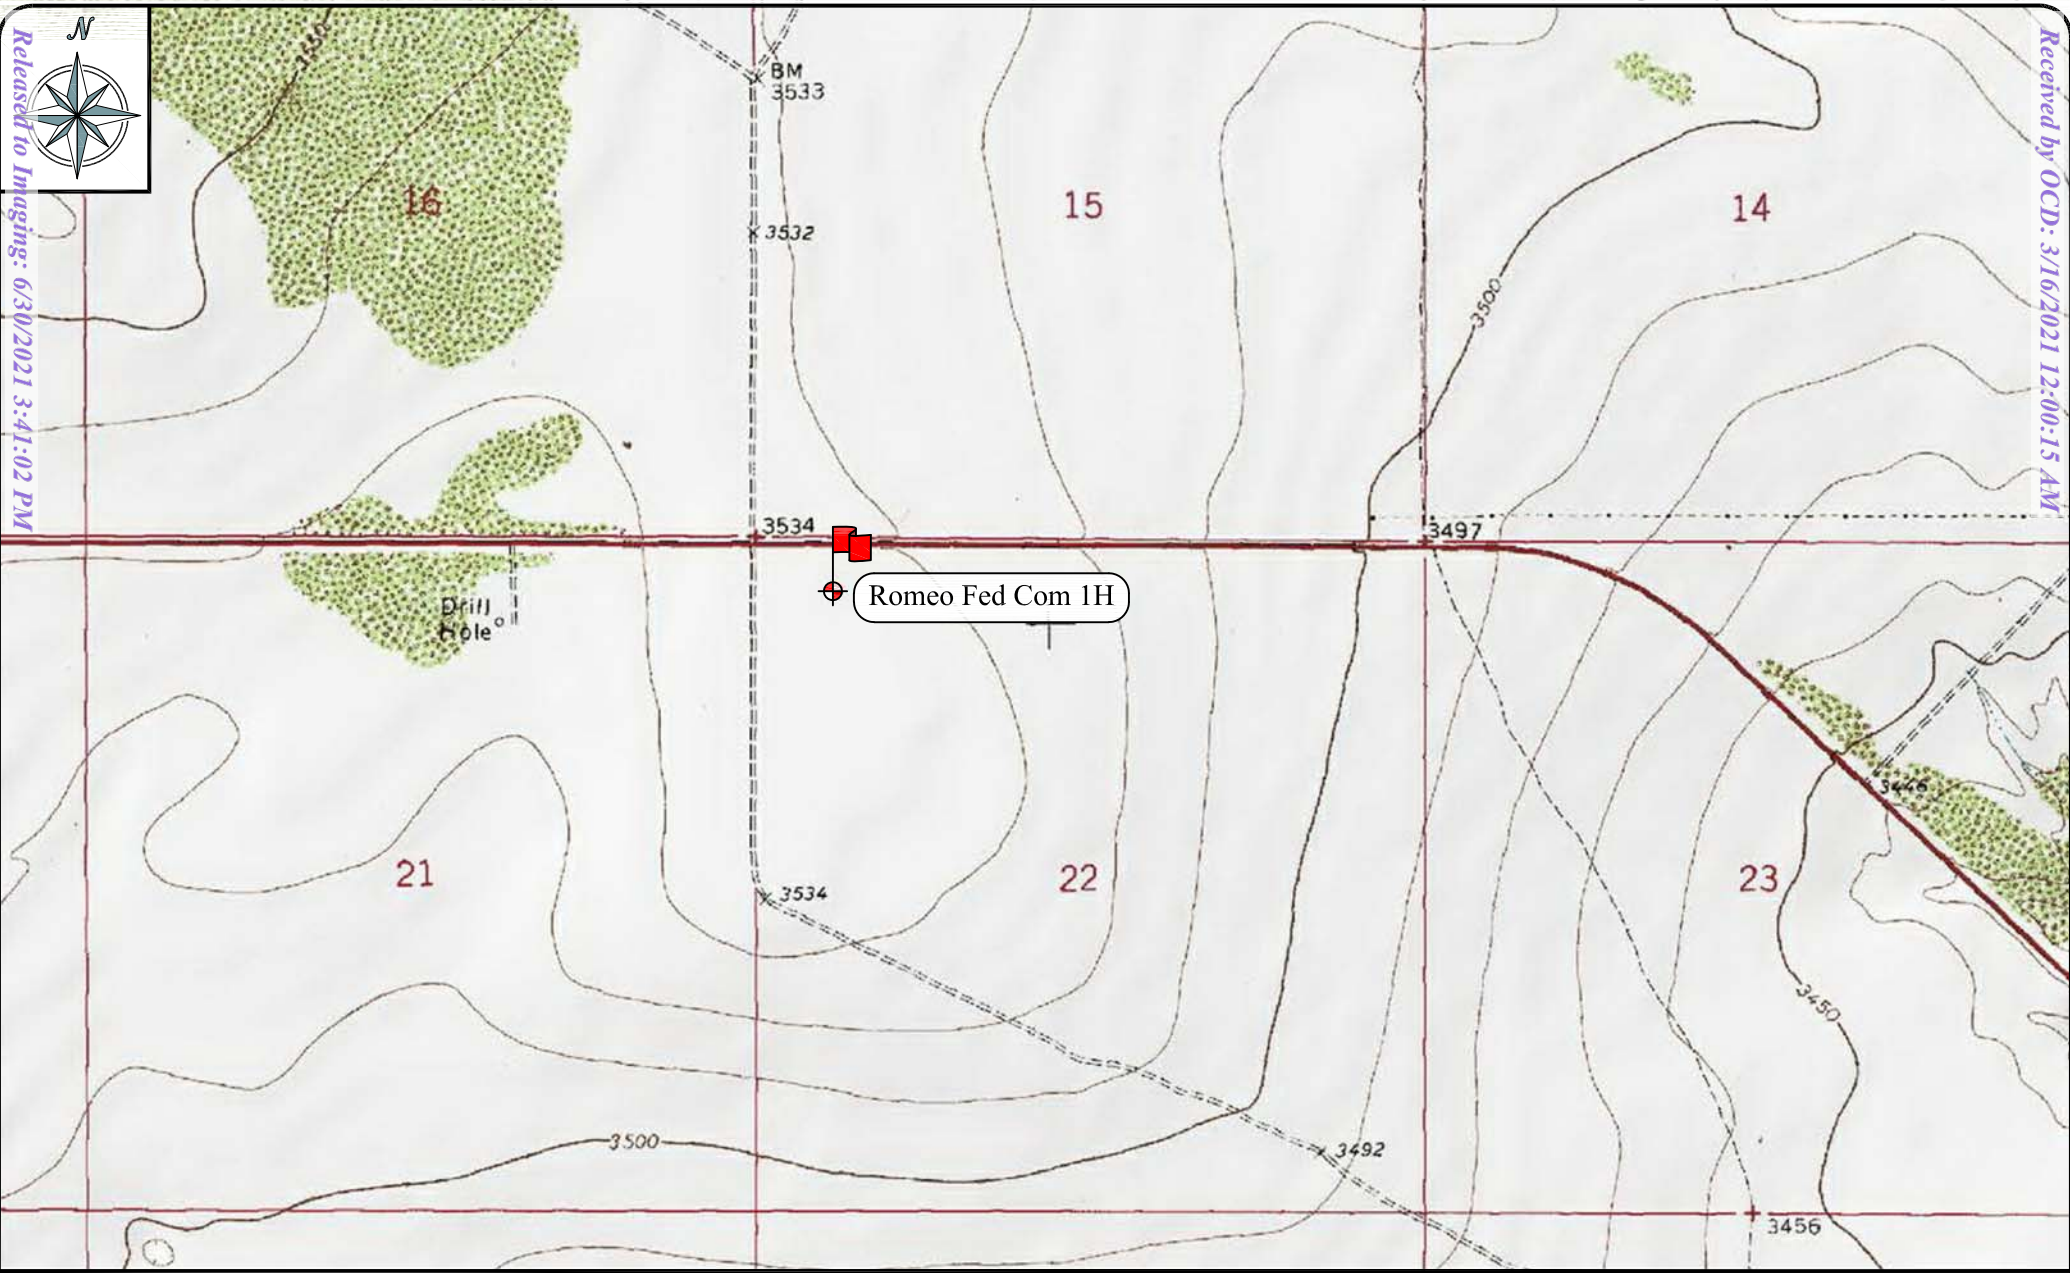 N
Released to Imaging: 6/30/2021 3:41:02 PM
Received by OCD: 3/16/2021 12:00:15 AM
3550
BM
3533
16
15
14
3532
3500
3534
3497
Romeo Fed Com 1H
Drill
Hole
3446
21
22
23
3534
3450
3500
3492
3456